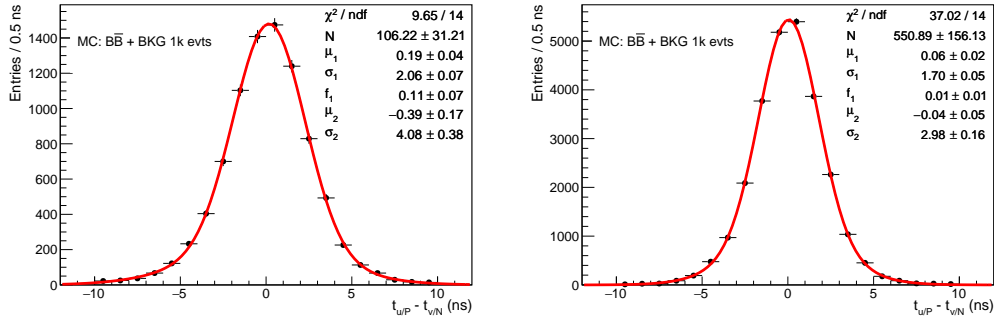 χ² / ndf 9.65 / 14
N 106.22 ± 31.21
μ₁ 0.19 ± 0.04
σ₁ 2.06 ± 0.07
f₁ 0.11 ± 0.07
μ₂ −0.39 ± 0.17
σ₂ 4.08 ± 0.38
MC: BB̅ + BKG 1k evts
Entries / 0.5 ns
1400
1200
1000
800
600
400
200
0
−10 −5 0 5 10
t_{u/P} - t_{v/N} (ns)
χ² / ndf 37.02 / 14
N 550.89 ± 156.13
μ₁ 0.06 ± 0.02
σ₁ 1.70 ± 0.05
f₁ 0.01 ± 0.01
μ₂ −0.04 ± 0.05
σ₂ 2.98 ± 0.16
MC: BB̅ + BKG 1k evts
Entries / 0.5 ns
5000
4000
3000
2000
1000
0
−10 −5 0 5 10
t_{u/P} - t_{v/N} (ns)